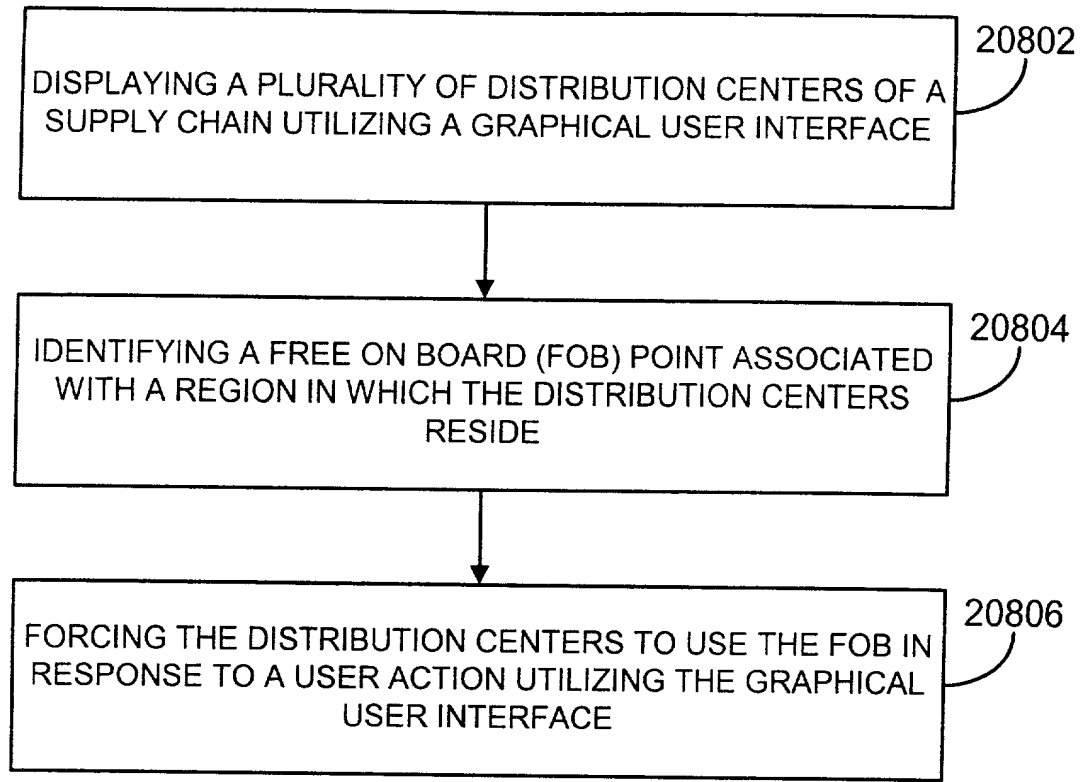 20802
DISPLAYING A PLURALITY OF DISTRIBUTION CENTERS OF A
SUPPLY CHAIN UTILIZING A GRAPHICAL USER INTERFACE
20804
IDENTIFYING A FREE ON BOARD (FOB) POINT ASSOCIATED
WITH A REGION IN WHICH THE DISTRIBUTION CENTERS
RESIDE
20806
FORCING THE DISTRIBUTION CENTERS TO USE THE FOB IN
RESPONSE TO A USER ACTION UTILIZING THE GRAPHICAL
USER INTERFACE